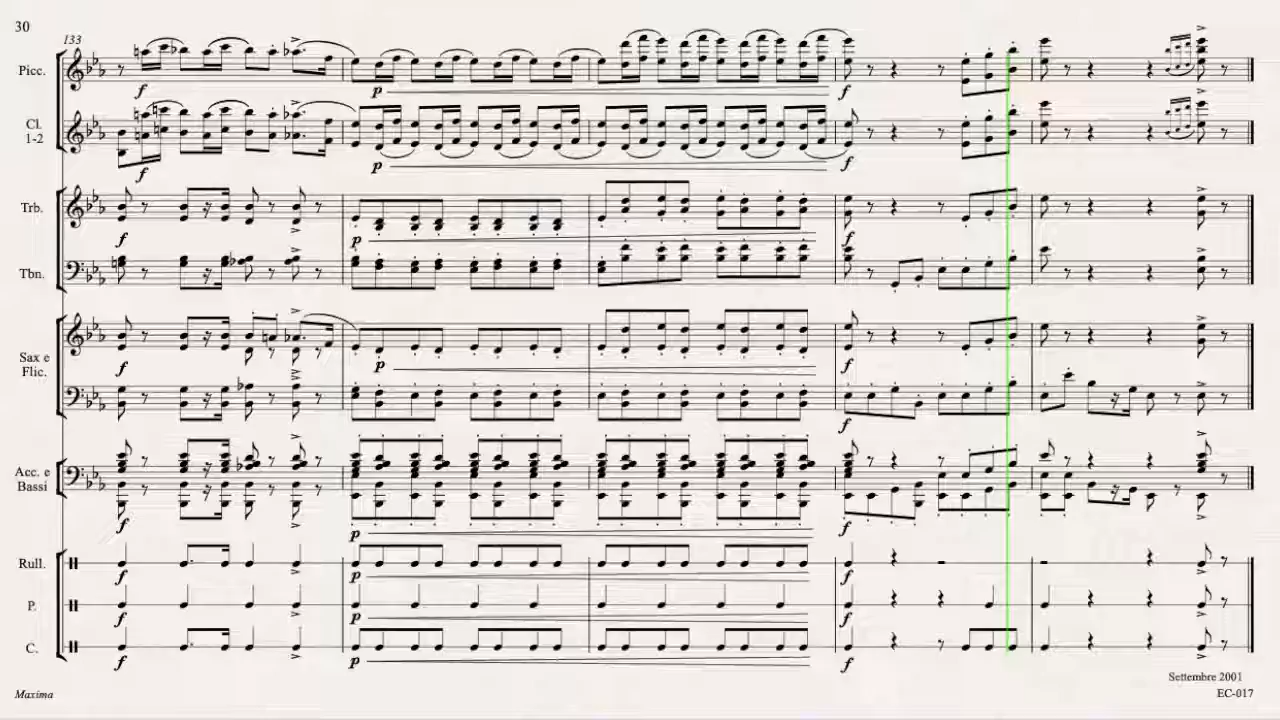 30
133
Picc.
f
p
f
Cl.
1-2
f
p
f
Trb.
f
p
f
Tbn.
Sax e
Flic.
f
p
f
f
Acc. e
Bassi
f
p
f
Rull.
f
p
f
P.
f
p
f
C.
f
p
f
Settembre 2001
Maxima
EC-017